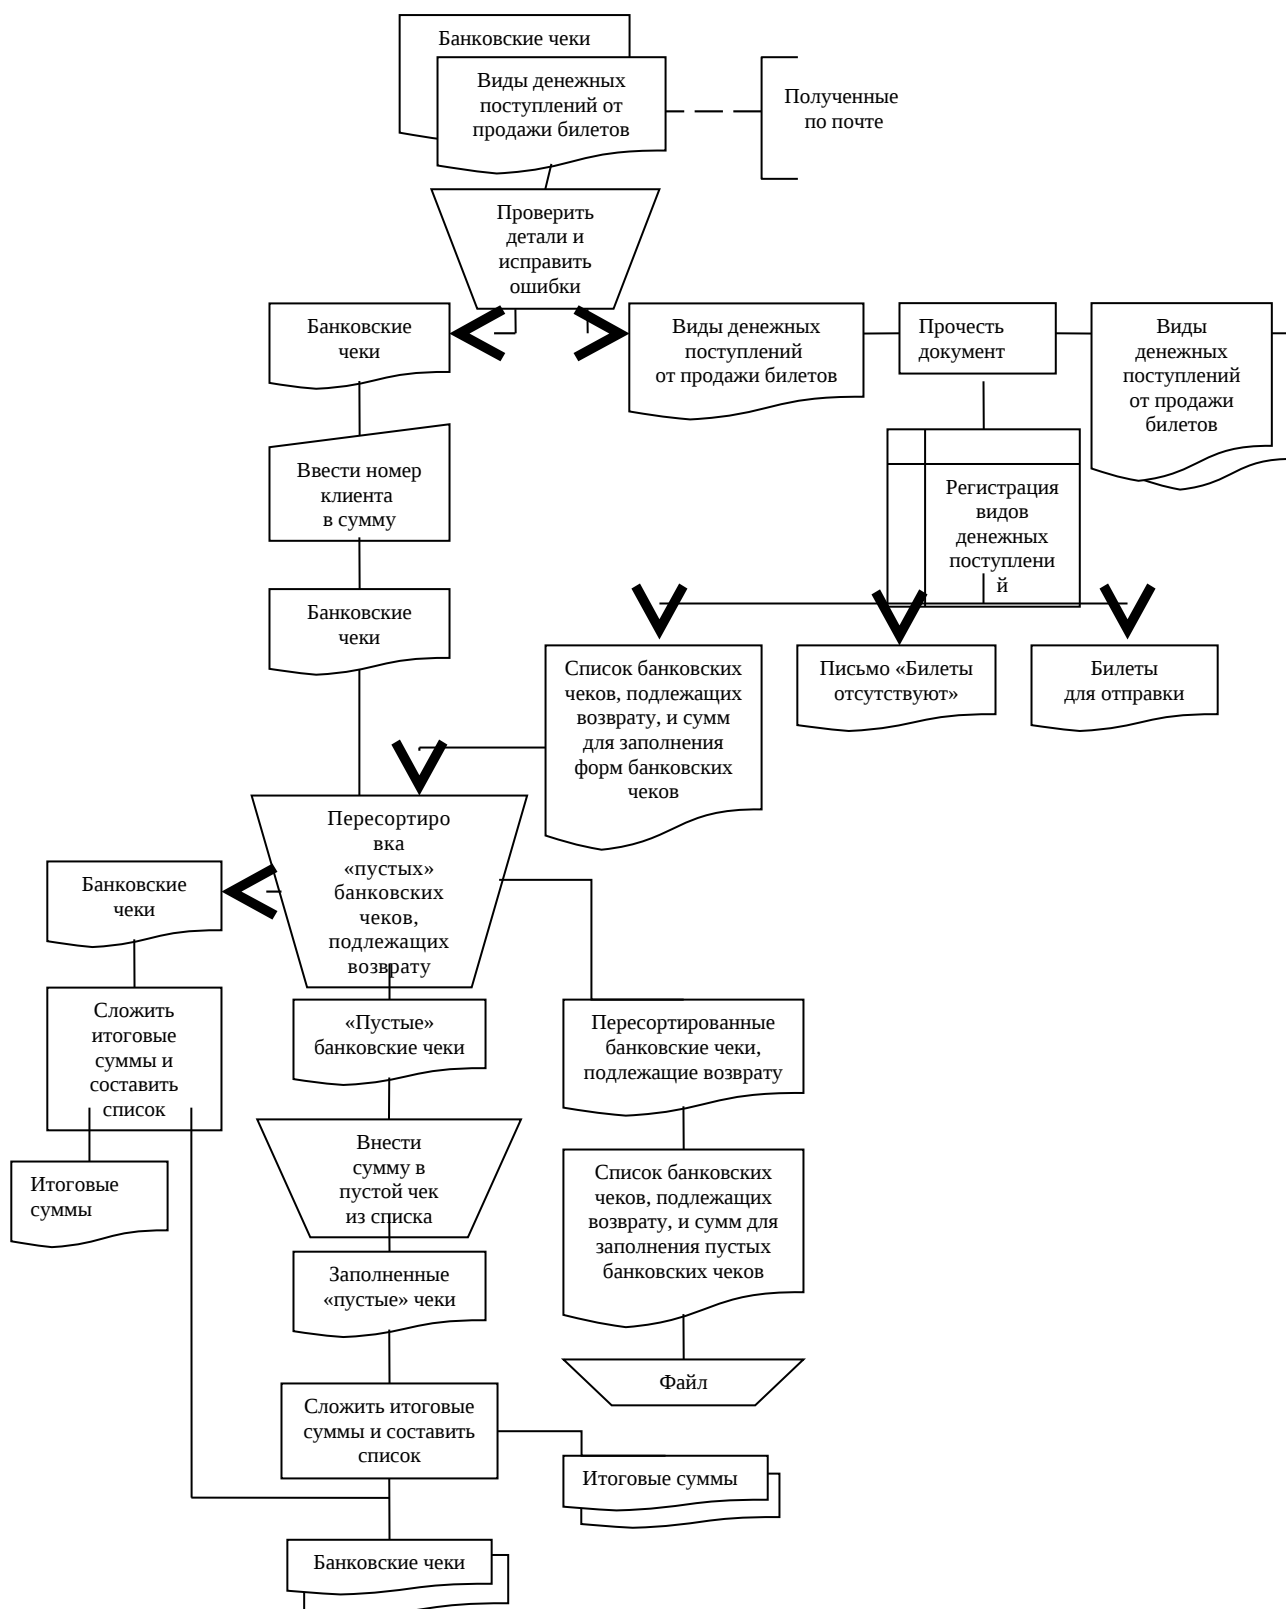 Банковские чеки
Виды денежных
поступлений от
продажи билетов
Полученные
по почте
Проверить
детали и
исправить
ошибки
Банковские
чеки
Виды денежных
поступлений
от продажи билетов
Прочесть
документ
Виды
денежных
поступлений
от продажи
билетов
Ввести номер
клиента
в сумму
Регистрация
видов
денежных
поступлени
й
Банковские
чеки
Список банковских
чеков, подлежащих
возврату, и сумм
для заполнения
форм банковских
чеков
Письмо «Билеты
отсутствуют»
Билеты
для отправки
Пересортиро
вка
«пустых»
банковских
чеков,
подлежащих
возврату
Банковские
чеки
Сложить
итоговые
суммы и
составить
список
«Пустые»
банковские чеки
Пересортированные
банковские чеки,
подлежащие возврату
Внести
сумму в
пустой чек
из списка
Итоговые
суммы
Список банковских
чеков, подлежащих
возврату, и сумм для
заполнения пустых
банковских чеков
Заполненные
«пустые» чеки
Файл
Сложить итоговые
суммы и составить
список
Итоговые суммы
Банковские чеки